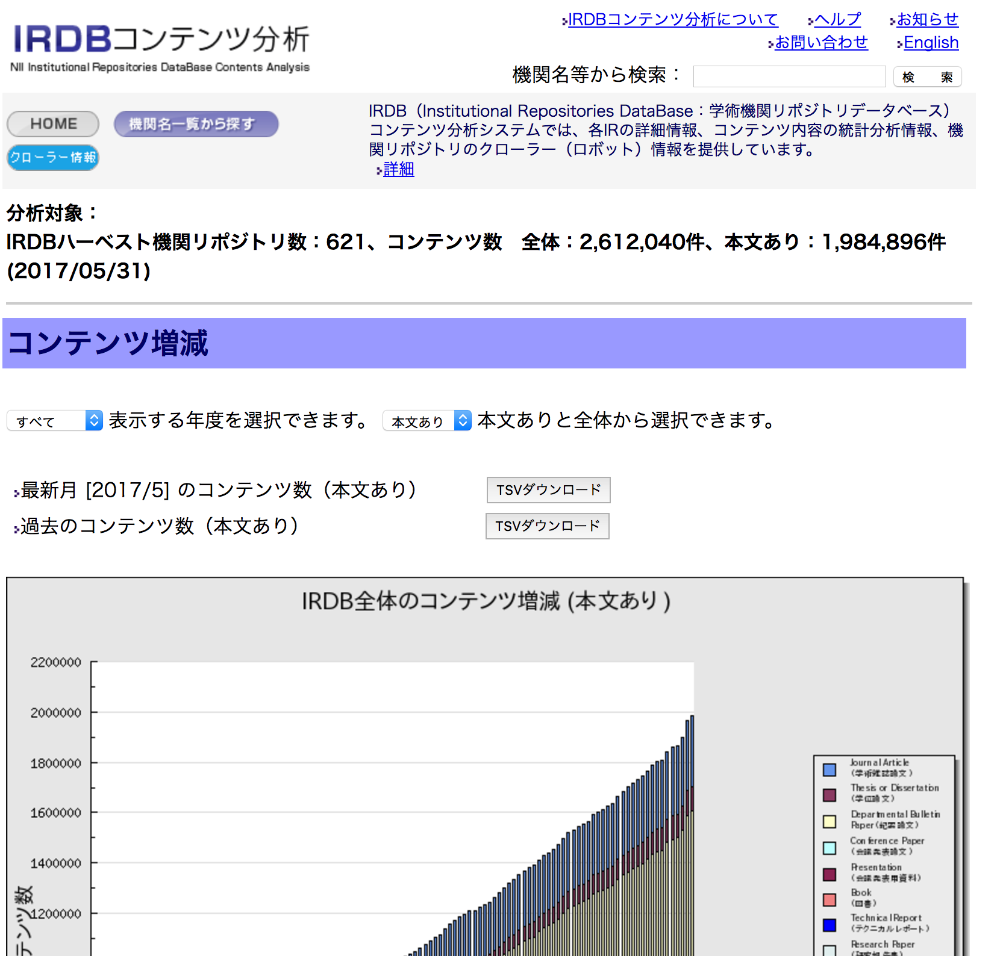 IRDBコンテンツ分析
NII Institutional Repositories DataBase Contents Analysis
IRDBコンテンツ分析について ヘルプ お知らせ
お問い合わせ English
機関名等から検索： 検　索
HOME 機関名一覧から探す
クローラー情報
IRDB（Institutional Repositories DataBase：学術機関リポジトリデータベース）
コンテンツ分析システムでは、各IRの詳細情報、コンテンツ内容の統計分析情報、機
関リポジトリのクローラー（ロボット）情報を提供しています。
詳細
分析対象：
IRDBハーベスト機関リポジトリ数：621、コンテンツ数　全体：2,612,040件、本文あり：1,984,896件
(2017/05/31)
コンテンツ増減
すべて 表示する年度を選択できます。 本文あり 本文ありと全体から選択できます。
最新月 [2017/5] のコンテンツ数（本文あり） TSVダウンロード
過去のコンテンツ数（本文あり） TSVダウンロード
IRDB全体のコンテンツ増減 (本文あり )
2200000
2000000
1800000
1600000
1400000
1200000
テンツ数
Journal Article
（学術雑誌論文）
Thesis or Dissertation
（学位論文）
Departmental Bulletin
Paper（紀要論文）
Conference Paper
（会議発表論文）
Presentation
（会議発表用資料）
Book
（図書）
Technical Report
（テクニカルレポート）
Research Paper